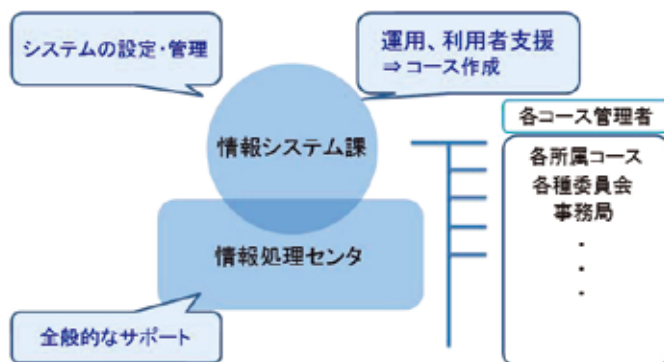 システムの設定・管理
運用、利用者支援
⇒コース作成
情報システム課
情報処理センタ
全般的なサポート
各コース管理者
各所属コース
各種委員会
事務局
・
・
・